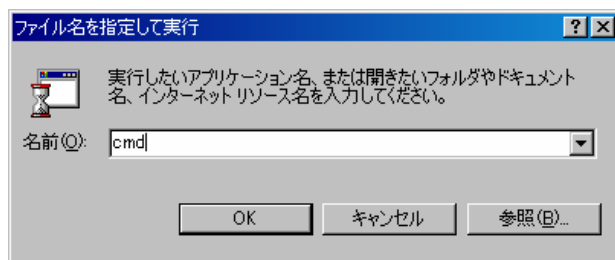 ファイル名を指定して実行
実行したいアプリケーション名、または開きたいフォルダやドキュメント
名、インターネット リソース名を入力してください。
名前(O):
cmd
OK
キャンセル
参照(B)...